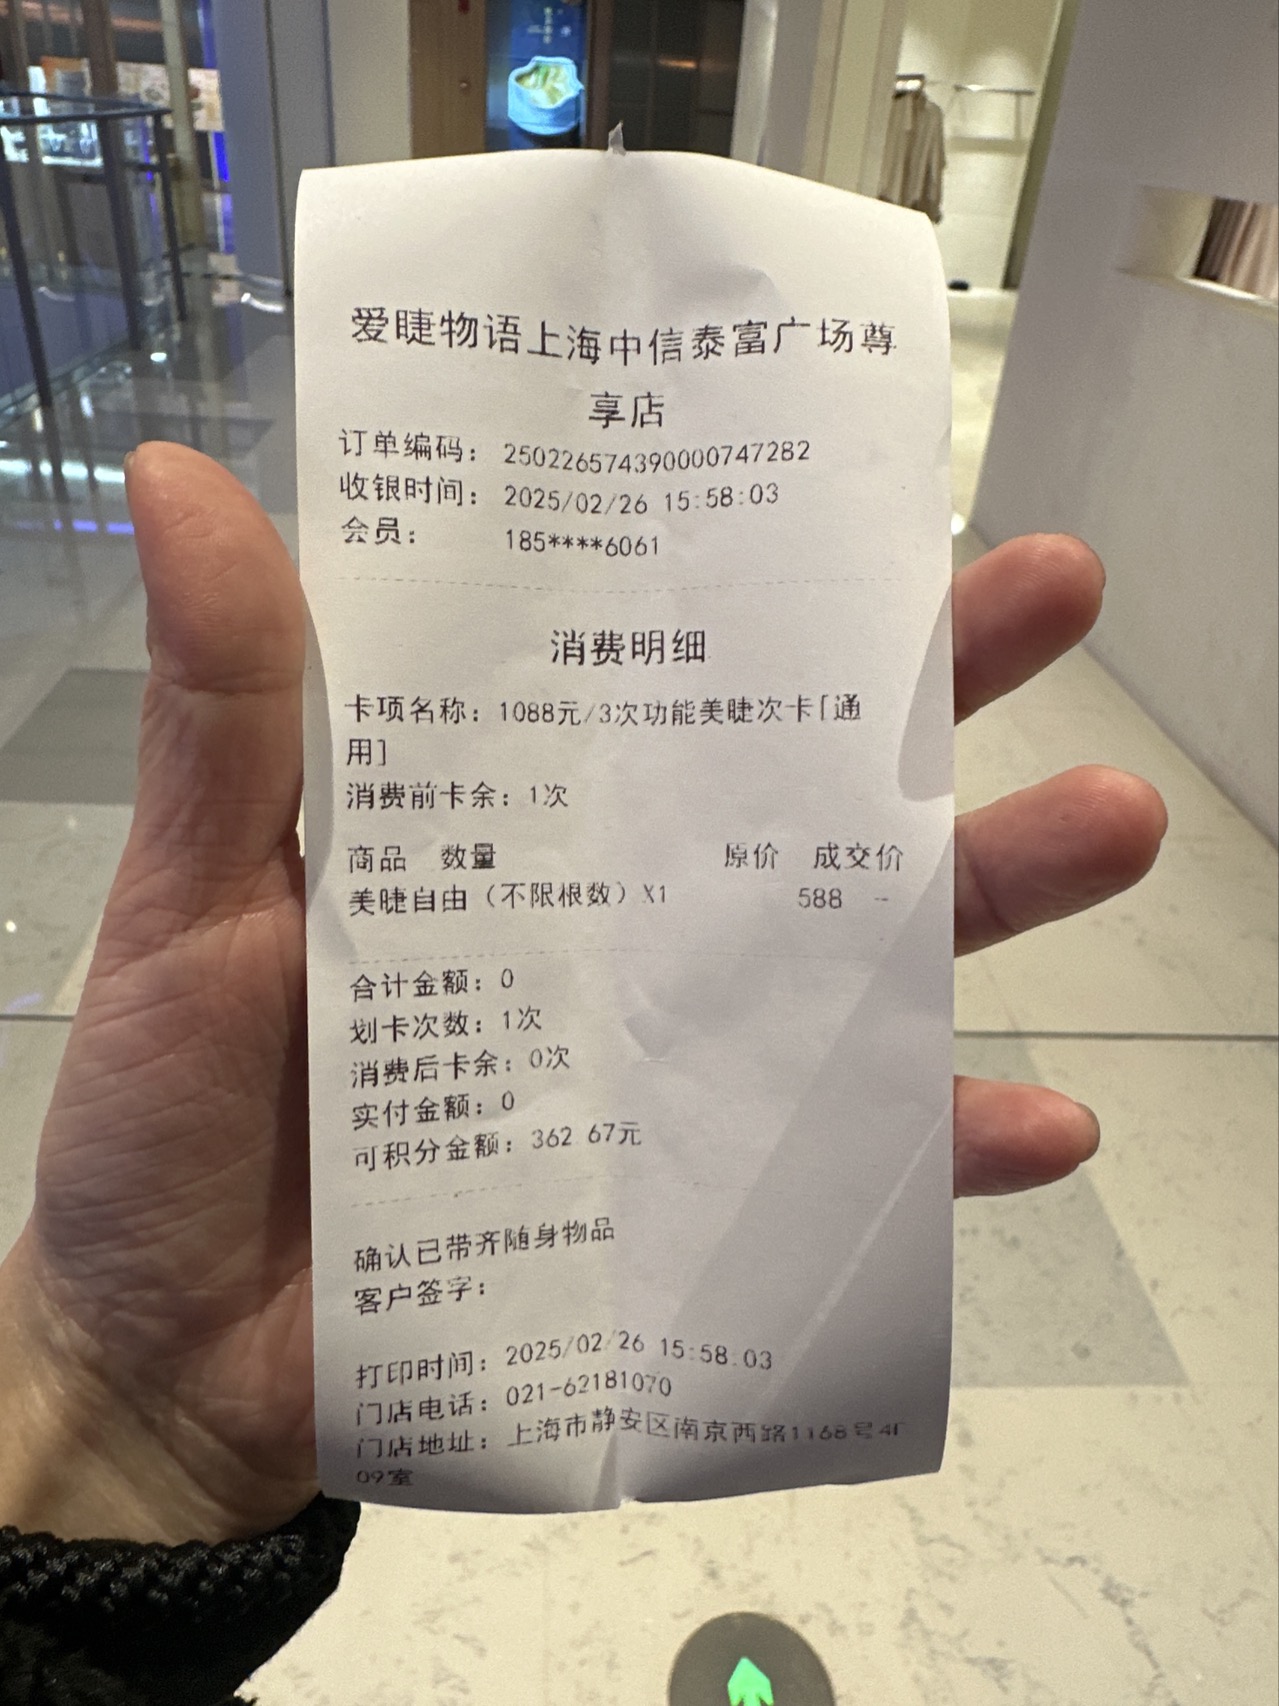 爱睫物语上海中信泰富广场尊
享店
订单编码： 250226574390000747282
收银时间： 2025/02/26 15:58:03
会员： 185****6061
消费明细
卡项名称：1088元/3次功能美睫次卡[通
用]
消费前卡余：1次
商品 数量 原价 成交价
美睫自由（不限根数）X1 588 --
合计金额：0
划卡次数：1次
消费后卡余：0次
实付金额：0
可积分金额：362 67元
确认已带齐随身物品
客户签字：
打印时间：2025/02/26 15:58:03
门店电话：021-62181070
门店地址：上海市静安区南京西路1168号4F
09室